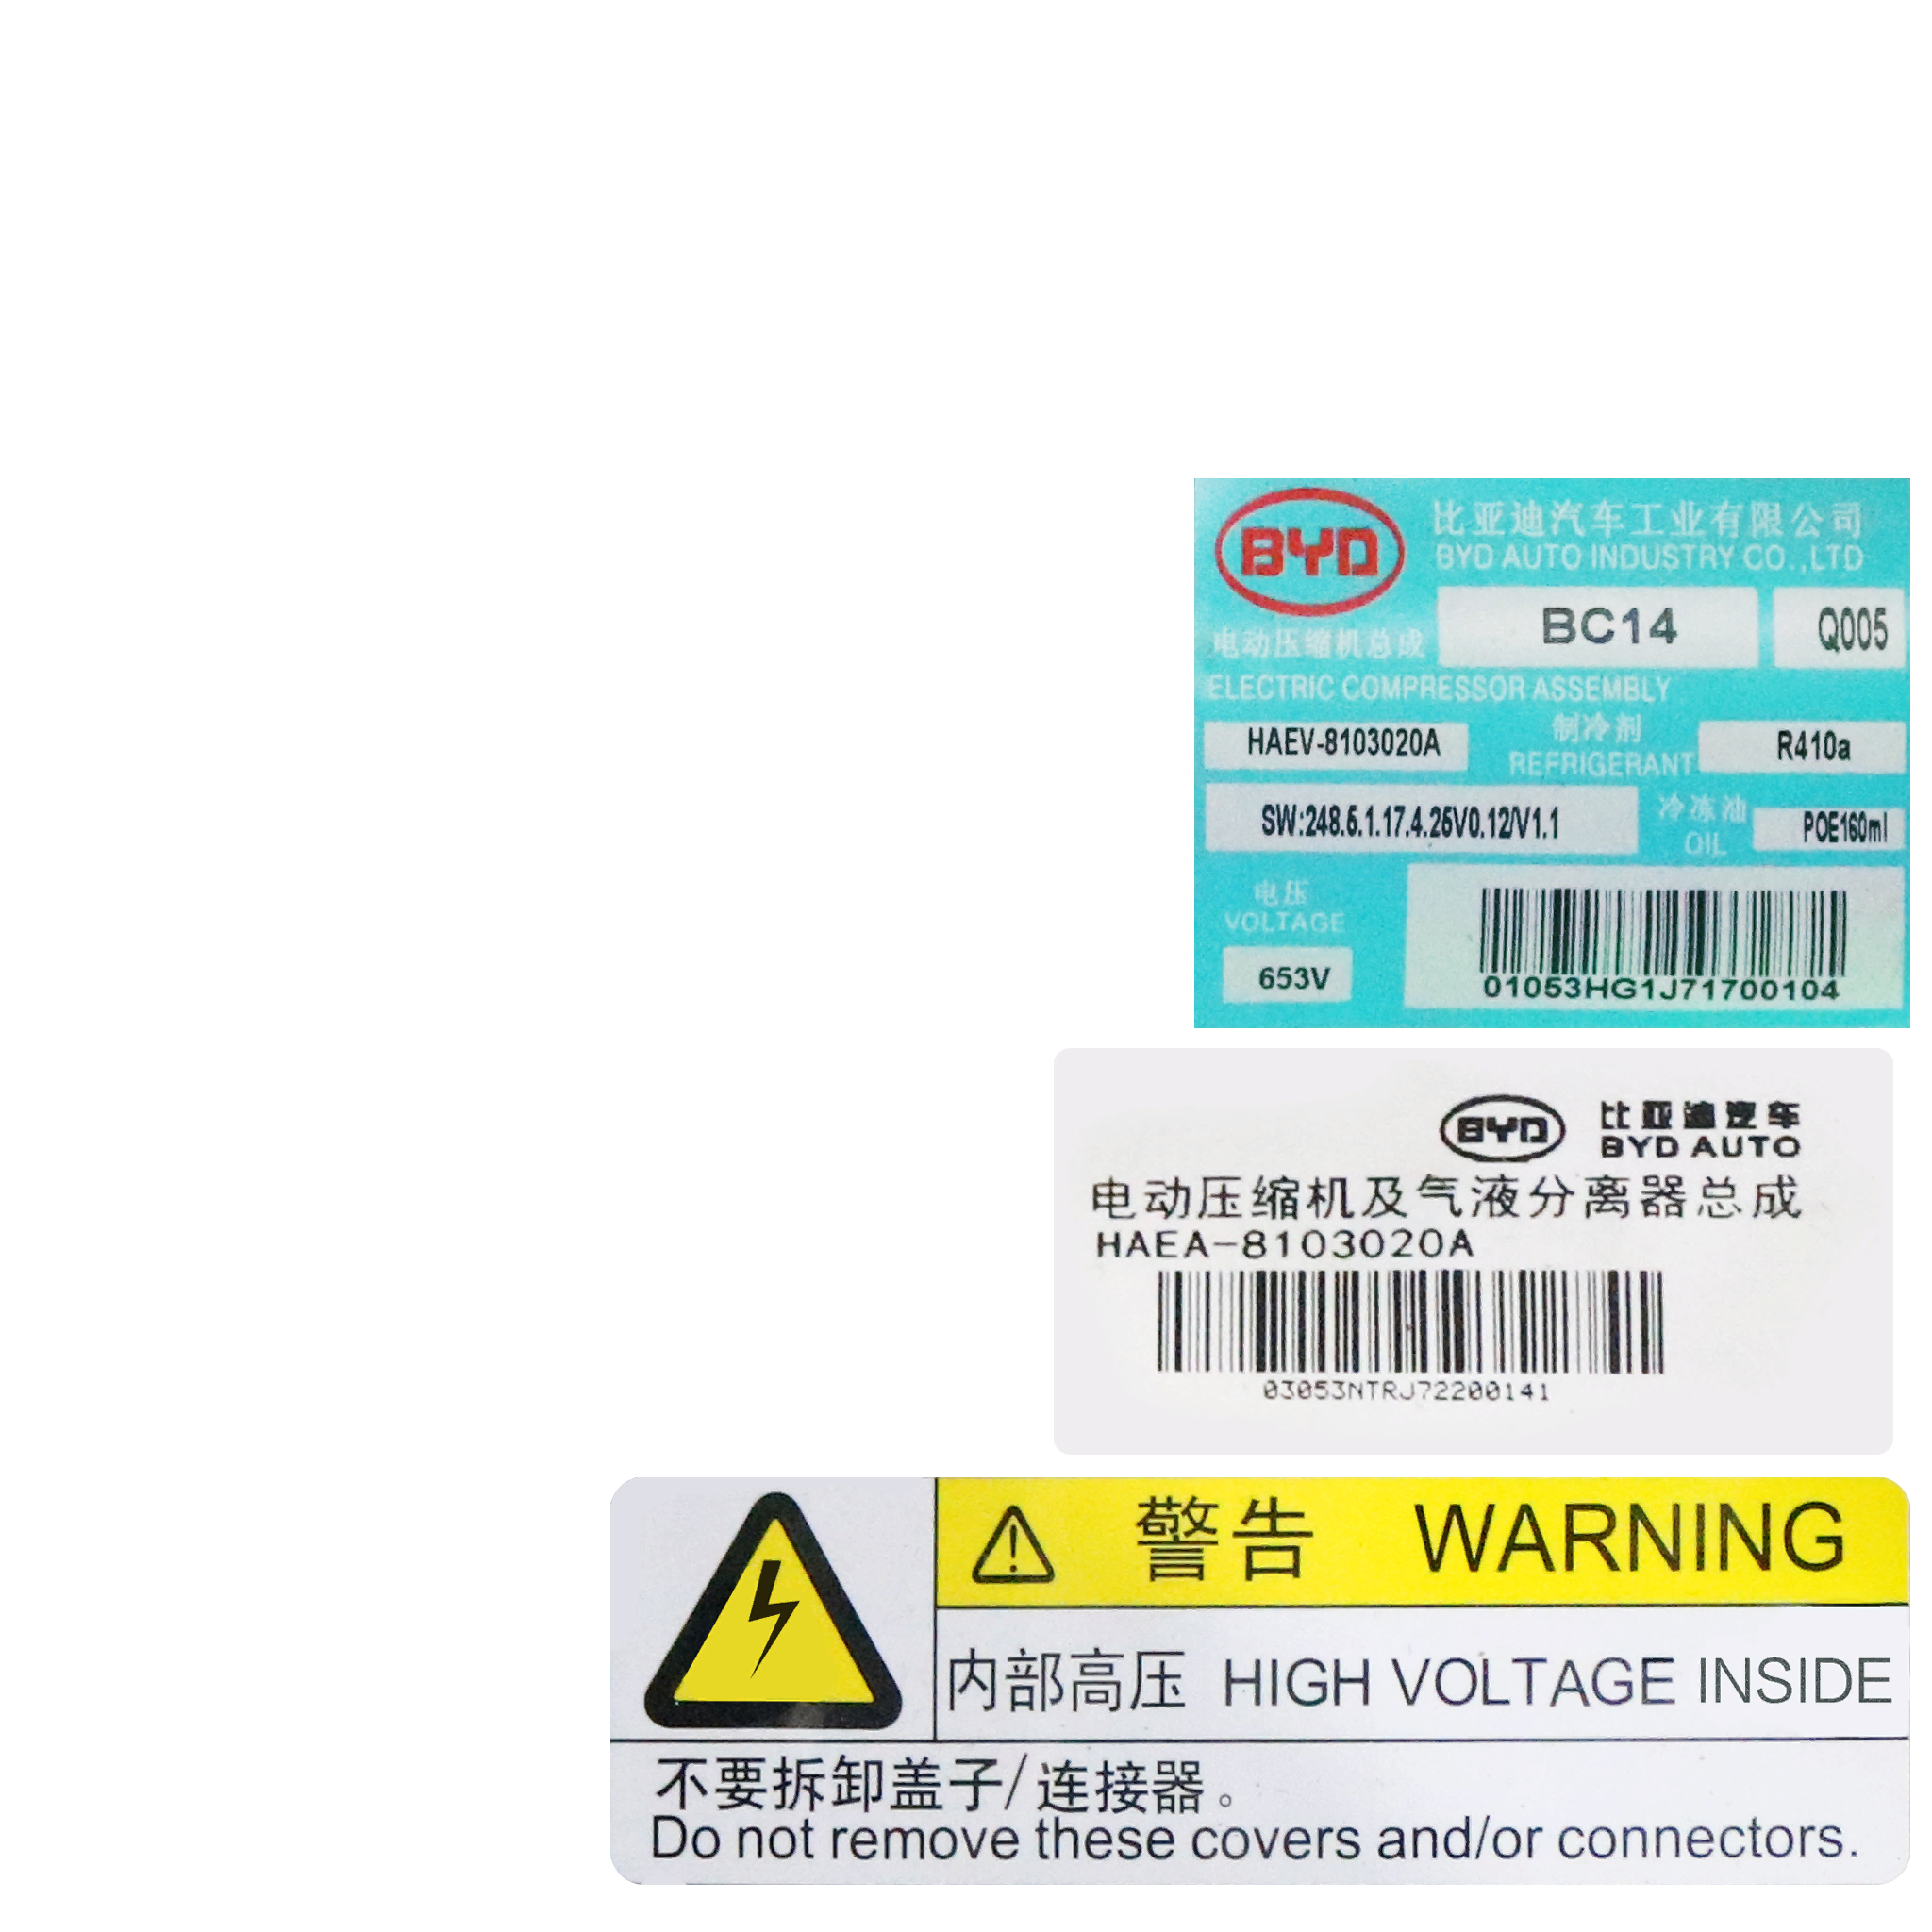 BYD
比亚迪汽车工业有限公司
BYD AUTO INDUSTRY CO.,LTD
电动压缩机总成
BC14
Q005
ELECTRIC COMPRESSOR ASSEMBLY
HAEV-8103020A
制冷剂
REFRIGERANT
R410a
SW:248.5.1.17.4.25V0.12/V1.1
冷冻油
OIL
POE160ml
电压
VOLTAGE
653V
01053HG1J71700104
BYD
比亚迪汽车
BYD AUTO
电动压缩机及气液分离器总成
HAEA-8103020A
03053NTRJ72200141
警告 WARNING
内部高压 HIGH VOLTAGE INSIDE
不要拆卸盖子/连接器。
Do not remove these covers and/or connectors.